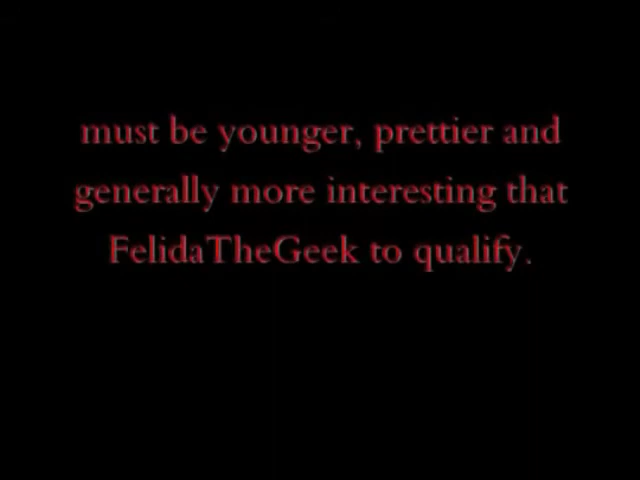 must be younger, prettier and
generally more interesting that
FelidaTheGeek to qualify.